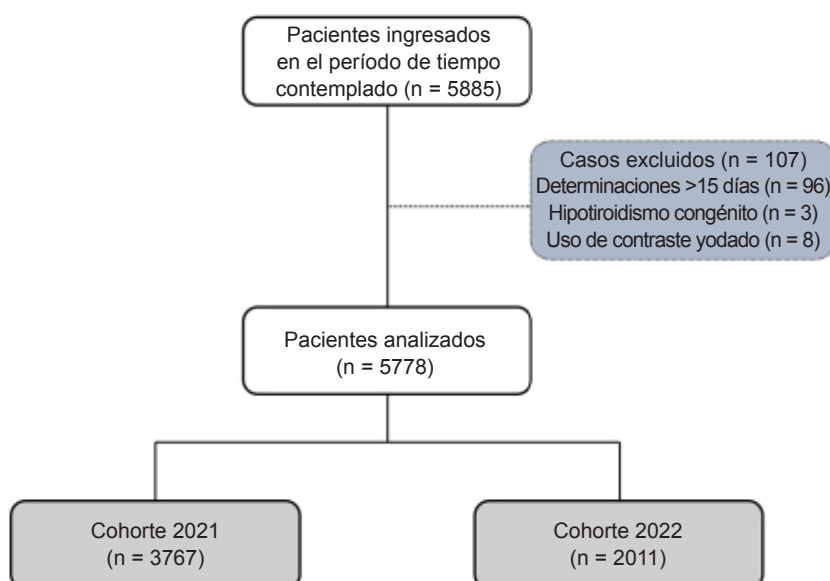 Pacientes ingresados
en el período de tiempo
contemplado (n = 5885)
Casos excluidos (n = 107)
Determinaciones >15 días (n = 96)
Hipotiroidismo congénito (n = 3)
Uso de contraste yodado (n = 8)
Pacientes analizados
(n = 5778)
Cohorte 2021
(n = 3767)
Cohorte 2022
(n = 2011)